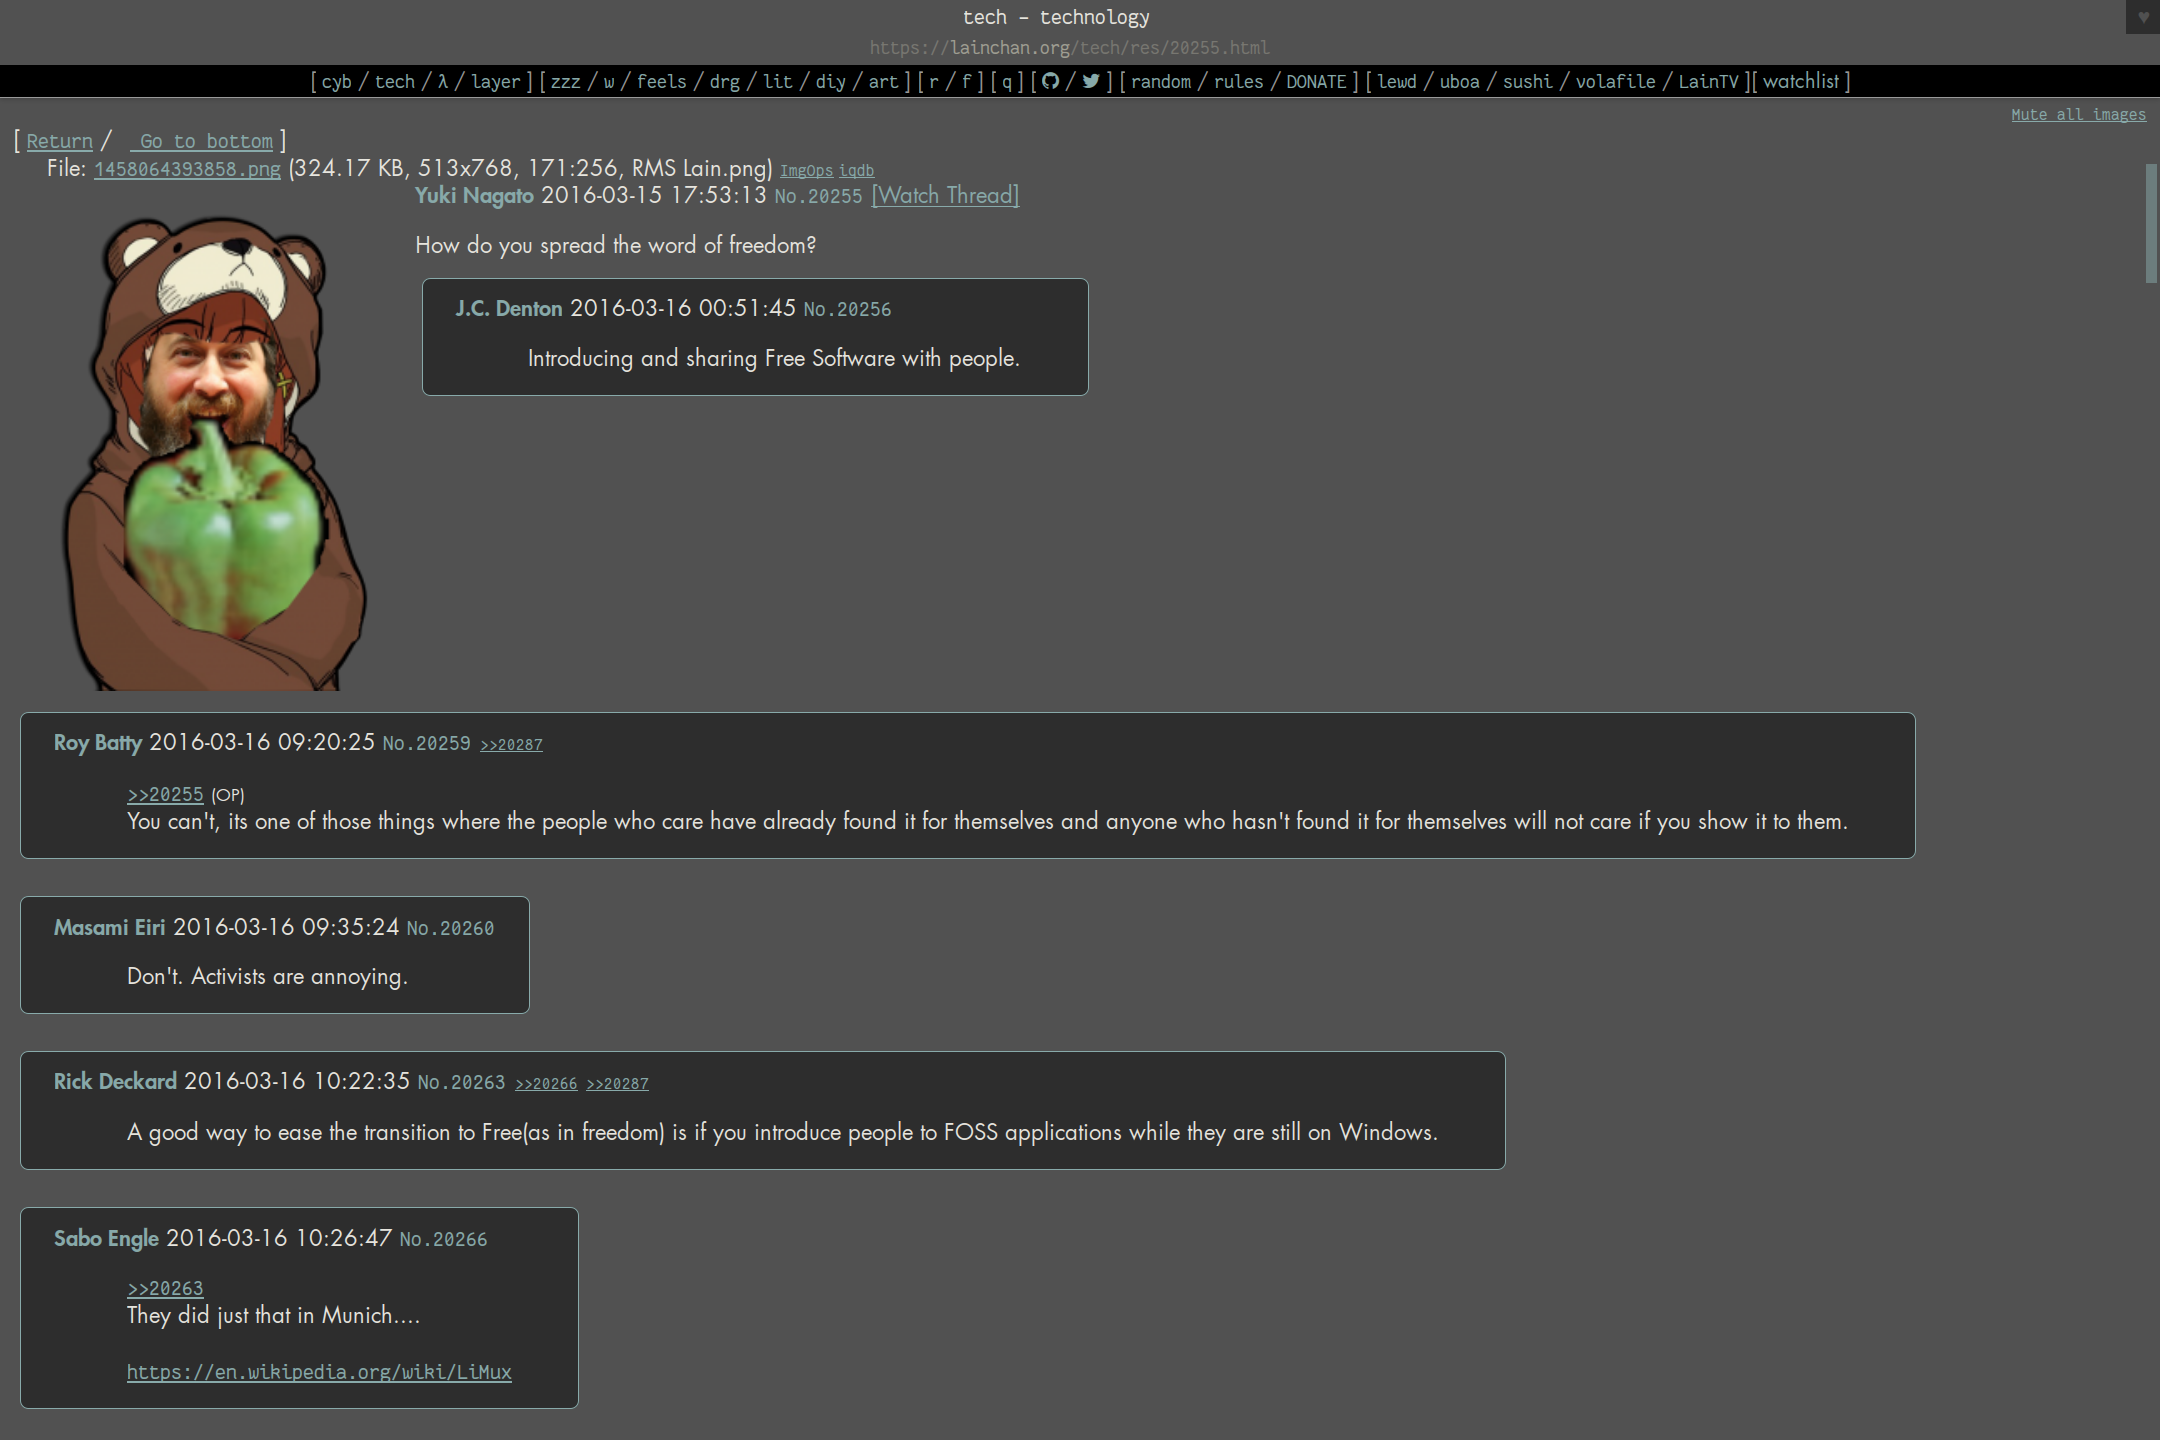 tech – technology
♥
https://lainchan.org/tech/res/20255.html
[ cyb / tech / λ / layer ] [ zzz / w / feels / drg / lit / diy / art ] [ r / f ] [ q ] [ / ] [ random / rules / DONATE ] [ lewd / uboa / sushi / volafile / LainTV ][ watchlist ]
Mute all images
[ Return / Go to bottom ]
File: 1458064393858.png (324.17 KB, 513x768, 171:256, RMS Lain.png) ImgOps iqdb
Yuki Nagato 2016-03-15 17:53:13 No.20255 [Watch Thread]
How do you spread the word of freedom?
J.C. Denton 2016-03-16 00:51:45 No.20256
Introducing and sharing Free Software with people.
Roy Batty 2016-03-16 09:20:25 No.20259 >>20287
>>20255 (OP)
You can't, its one of those things where the people who care have already found it for themselves and anyone who hasn't found it for themselves will not care if you show it to them.
Masami Eiri 2016-03-16 09:35:24 No.20260
Don't. Activists are annoying.
Rick Deckard 2016-03-16 10:22:35 No.20263 >>20266 >>20287
A good way to ease the transition to Free(as in freedom) is if you introduce people to FOSS applications while they are still on Windows.
Sabo Engle 2016-03-16 10:26:47 No.20266
>>20263
They did just that in Munich....
https://en.wikipedia.org/wiki/LiMux